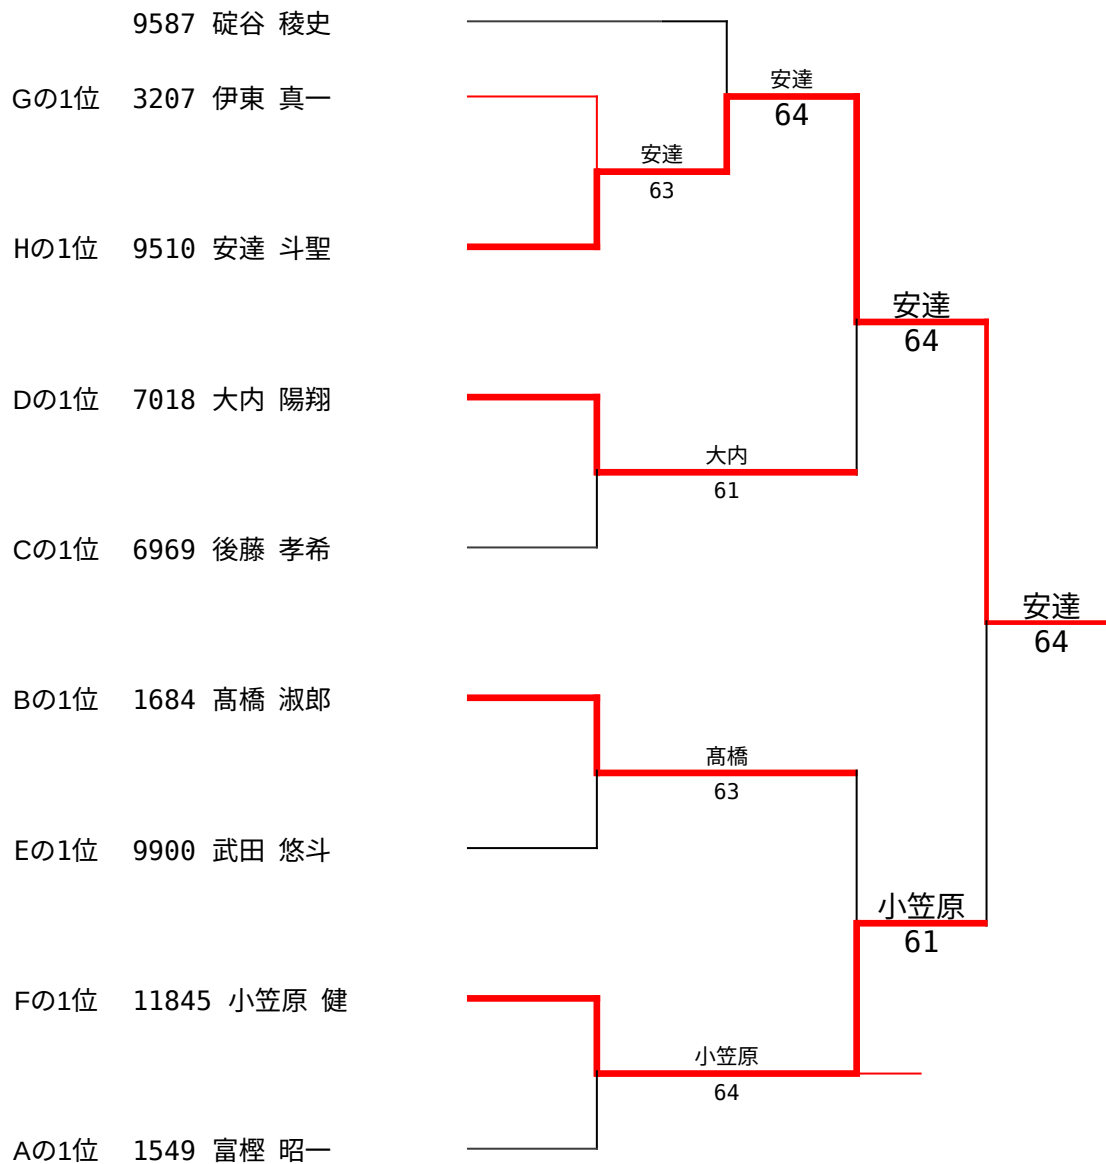 9587 碇谷 稜史
安達
64
Gの1位 3207 伊東 真一
安達
63
Hの1位 9510 安達 斗聖
安達
64
Dの1位 7018 大内 陽翔
大内
61
Cの1位 6969 後藤 孝希
安達
64
Bの1位 1684 髙橋 淑郎
髙橋
63
Eの1位 9900 武田 悠斗
小笠原
61
Fの1位 11845 小笠原 健
小笠原
64
Aの1位 1549 富樫 昭一